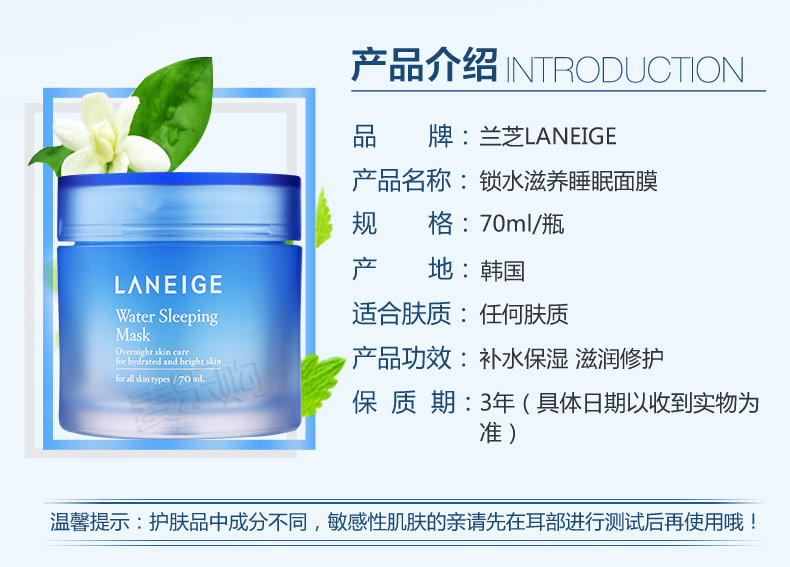 产品介绍 INTRODUCTION
品 牌：兰芝LANEIGE
产品名称：锁水滋养睡眠面膜
规 格：70ml/瓶
产 地：韩国
适合肤质：任何肤质
产品功效：补水保湿 滋润修护
保 质 期：3年（具体日期以收到实物为
准）
LANEIGE
Water Sleeping
Mask
Overnight skin care
for hydrated and bright skin
for all skin types / 70 mL
温馨提示：护肤品中成分不同，敏感性肌肤的亲请先在耳部进行测试后再使用哦！